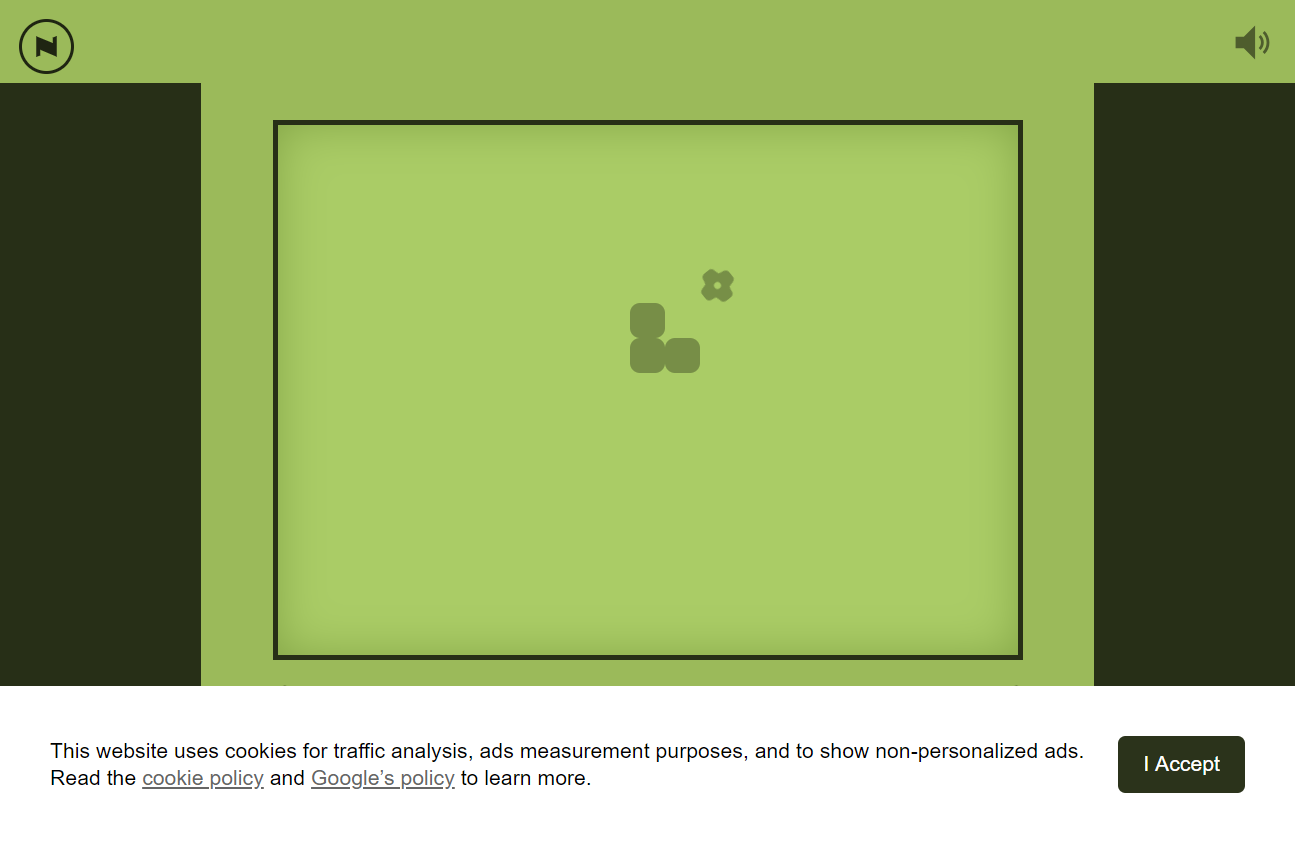 This website uses cookies for traffic analysis, ads measurement purposes, and to show non-personalized ads.
Read the cookie policy and Google’s policy to learn more.
I Accept